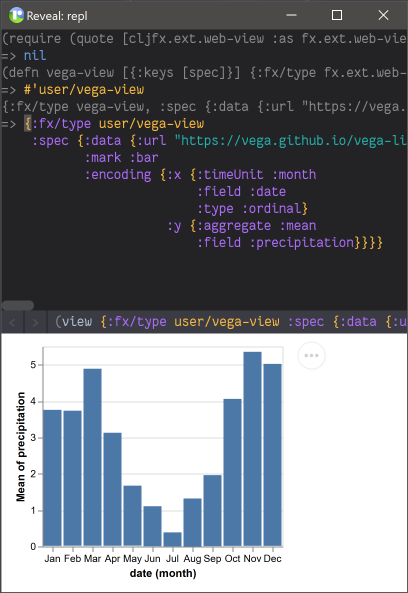 Reveal: repl
(require (quote [cljfx.ext.web-view :as fx.ext.web-vie
=> nil
(defn vega-view [{:keys [spec]}] {:fx/type fx.ext.web-
=> #'user/vega-view
{:fx/type vega-view, :spec {:data {:url "https://vega.
=> {:fx/type user/vega-view
:spec {:data {:url "https://vega.github.io/vega-li
:mark :bar
:encoding {:x {:timeUnit :month
:field :date
:type :ordinal}
:y {:aggregate :mean
:field :precipitation}}}}
< > (view {:fx/type user/vega-view :spec {:data {:u
5
4
3
2
1
0
Mean of precipitation
Jan Feb Mar Apr May Jun Jul Aug Sep Oct Nov Dec
date (month)